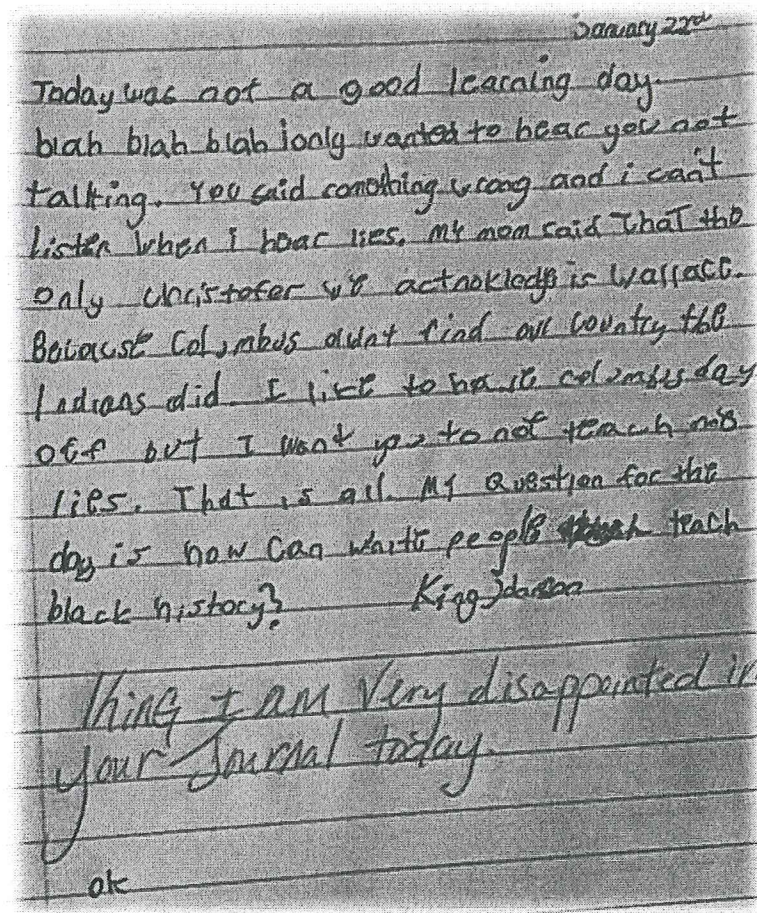 January 22nd
Today was not a good learning day.
blah blah blah i only wanted to hear you not
talking. You said something wrong and i can't
listen when i hear lies. My mom said that the
only christofer we acknokledge is Wallace.
Because Columbus didnt find our country the
Indians did. I like to have columbus day
off but I want you to not teach me
lies. That is all. My question for the
day is how can white people teach
black history? King Johnson
King I am very disappointed in
your Journal today.
ok